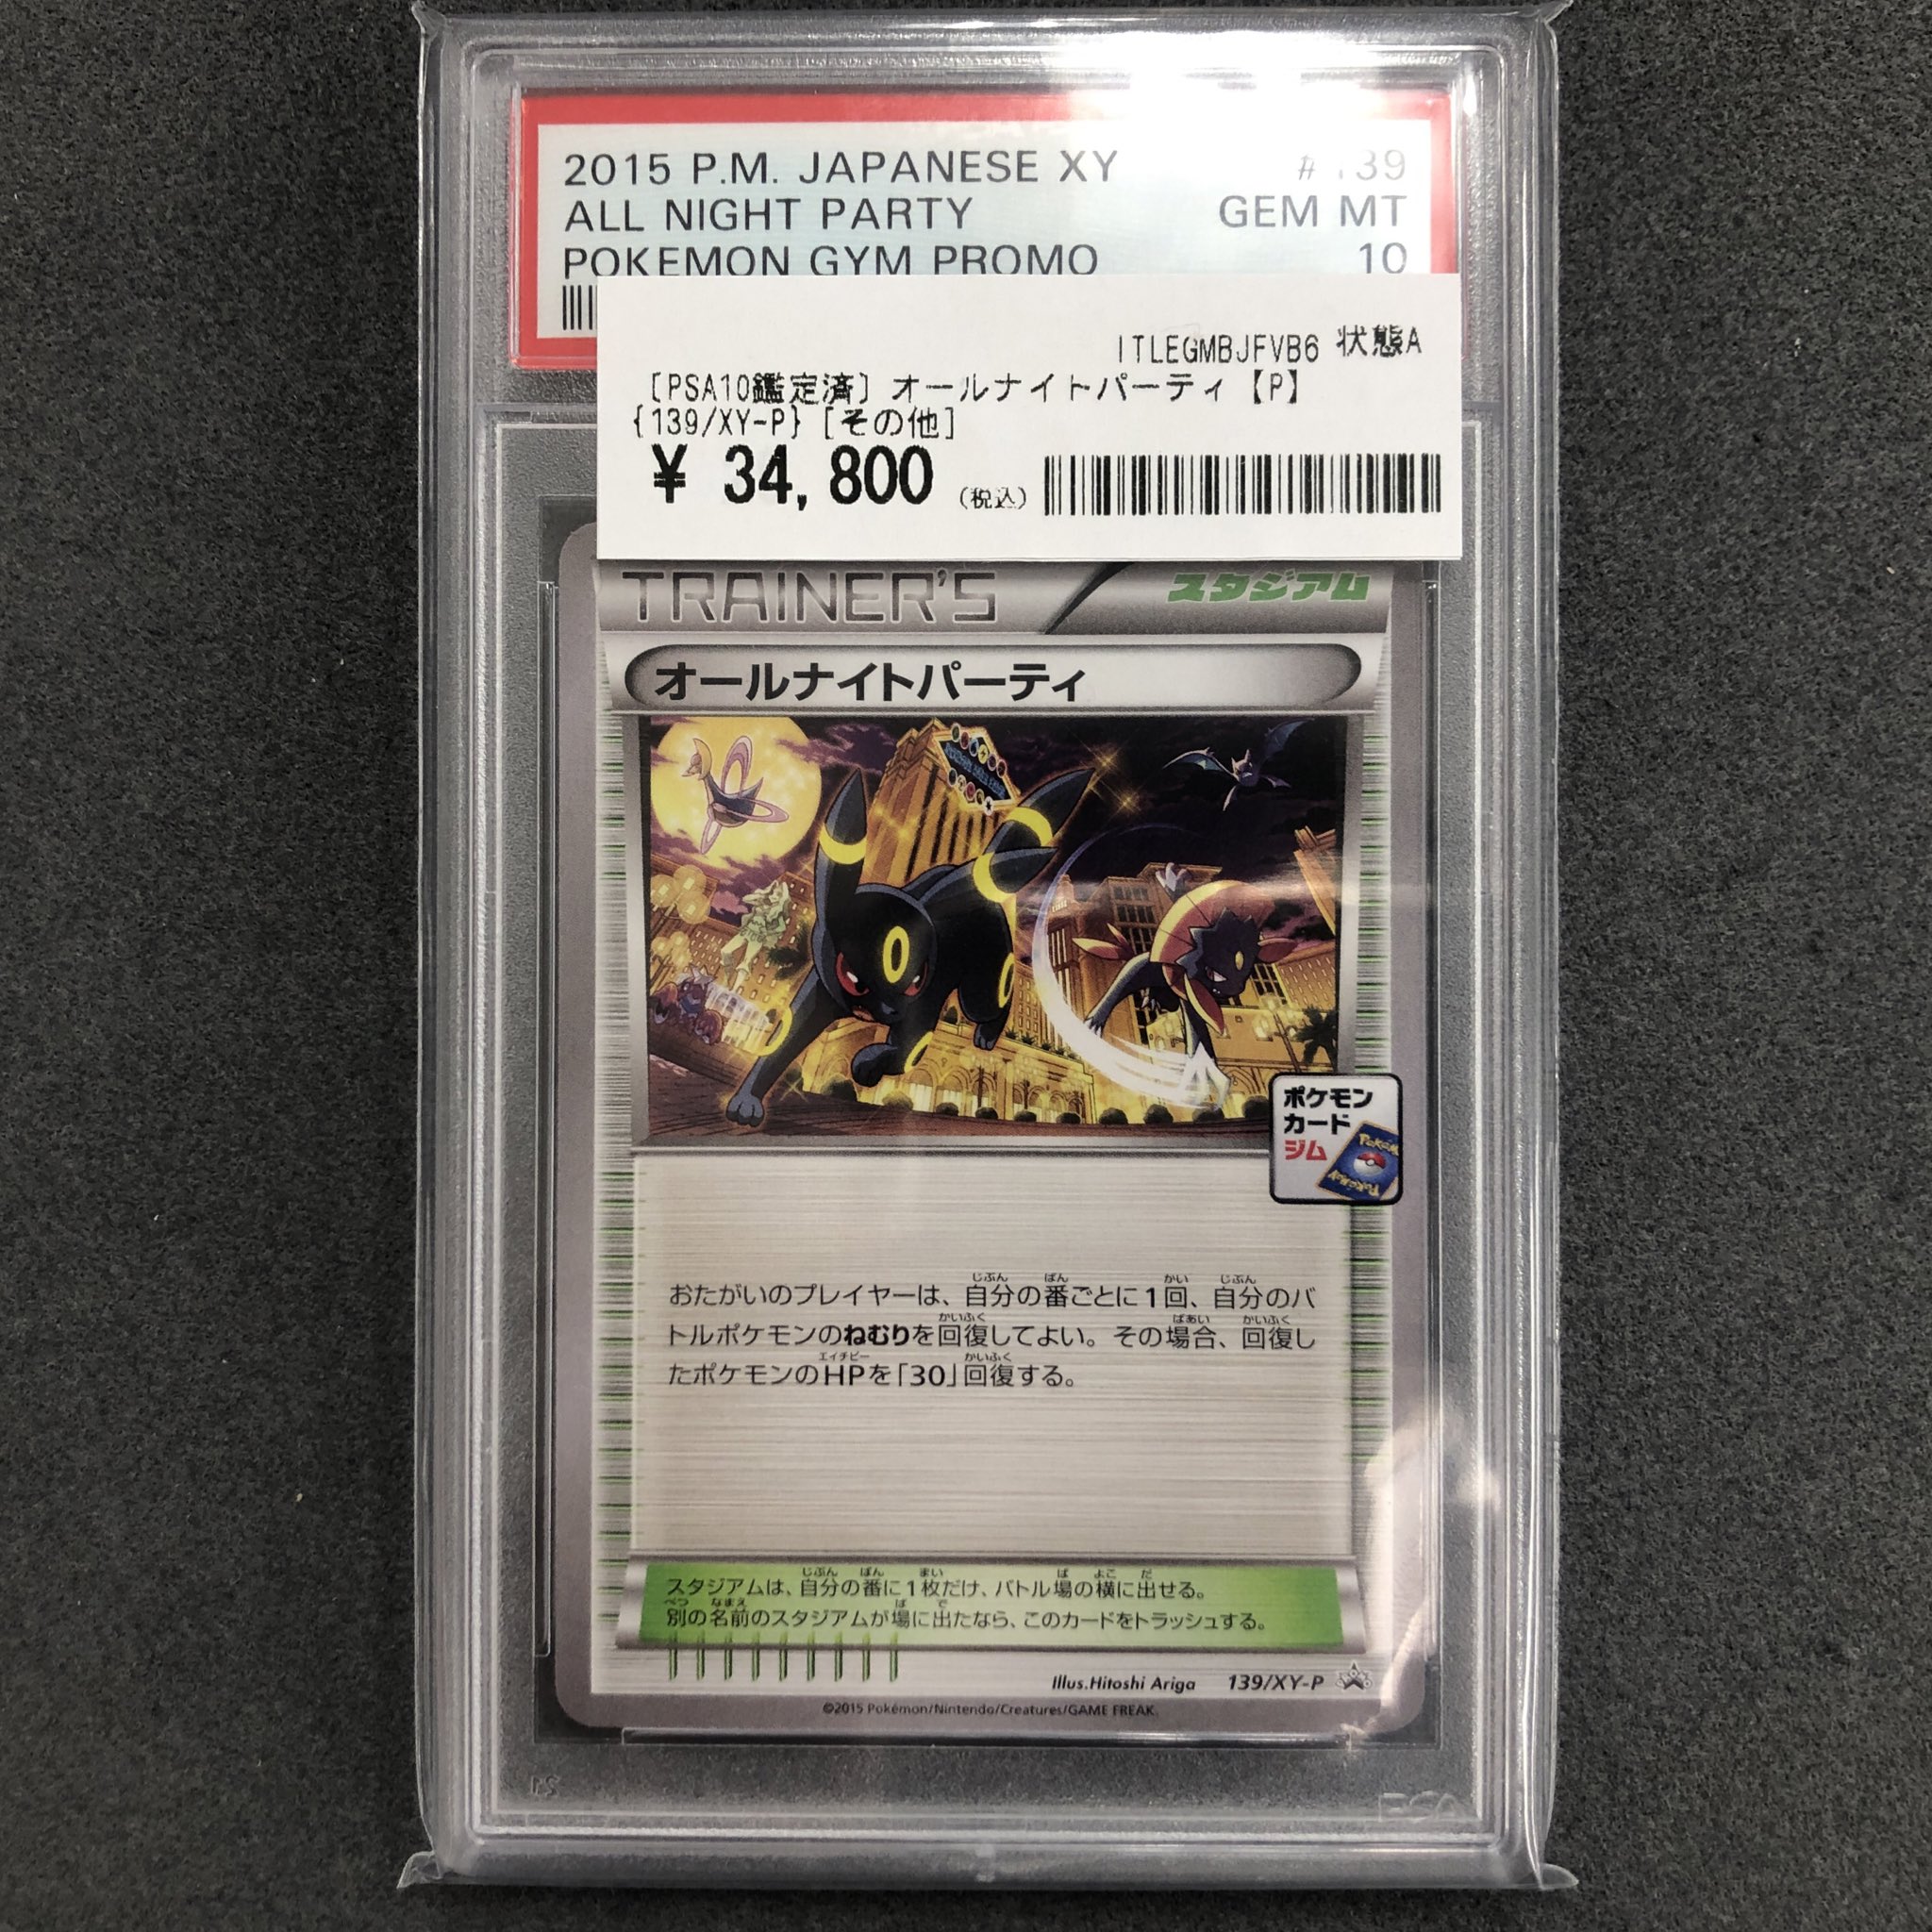 2015 P.M. JAPANESE XY #139
ALL NIGHT PARTY GEM MT
POKEMON GYM PROMO 10
ITLEGMBJFVB6 状態A
[PSA10鑑定済] オールナイトパーティ【P】
{139/XY-P} [その他]
¥ 34,800 (税込)
TRAINER'S スタジアム
オールナイトパーティ
ポケモン
カード
ジム
おたがいのプレイヤーは、自分の番ごとに1回、自分のバ
トルポケモンのねむりを回復してよい。その場合、回復し
たポケモンのHPを「30」回復する。
スタジアムは、自分の番に1枚だけ、バトル場の横に出せる。
別の名前のスタジアムが場に出たなら、このカードをトラッシュする。
Illus.Hitoshi Ariga 139/XY-P
©2015 Pokémon/Nintendo/Creatures/GAME FREAK.
PSA